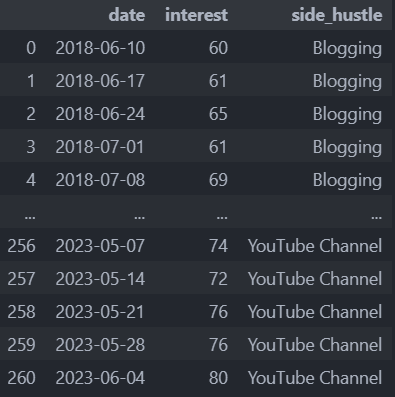 date interest side_hustle
0 2018-06-10 60 Blogging
1 2018-06-17 61 Blogging
2 2018-06-24 65 Blogging
3 2018-07-01 61 Blogging
4 2018-07-08 69 Blogging
... ... ... ...
256 2023-05-07 74 YouTube Channel
257 2023-05-14 72 YouTube Channel
258 2023-05-21 76 YouTube Channel
259 2023-05-28 76 YouTube Channel
260 2023-06-04 80 YouTube Channel